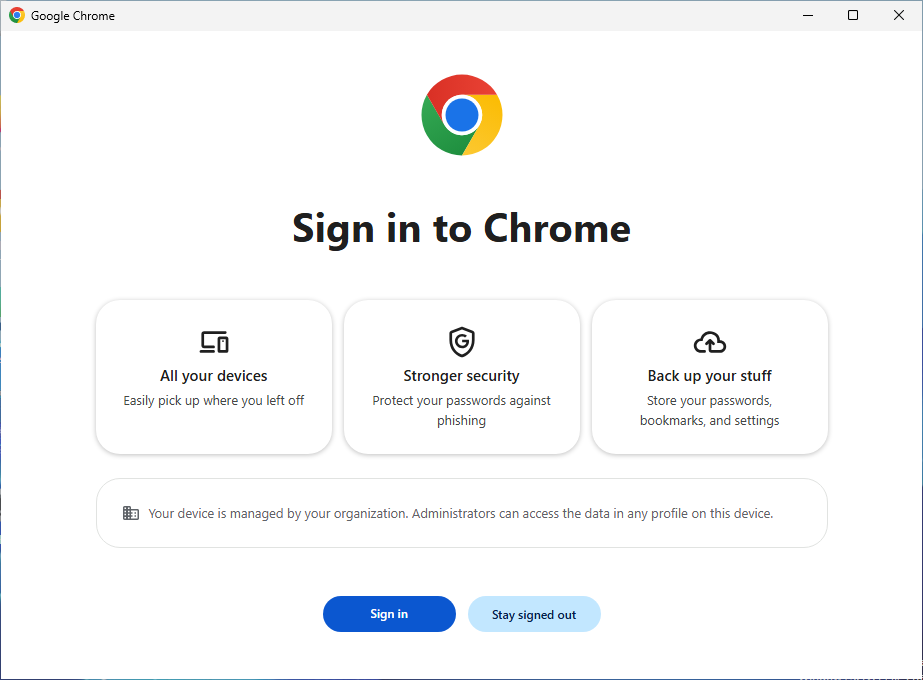 Google Chrome
Sign in to Chrome
All your devices
Easily pick up where you left off
Stronger security
Protect your passwords against
phishing
Back up your stuff
Store your passwords,
bookmarks, and settings
Your device is managed by your organization. Administrators can access the data in any profile on this device.
Sign in
Stay signed out